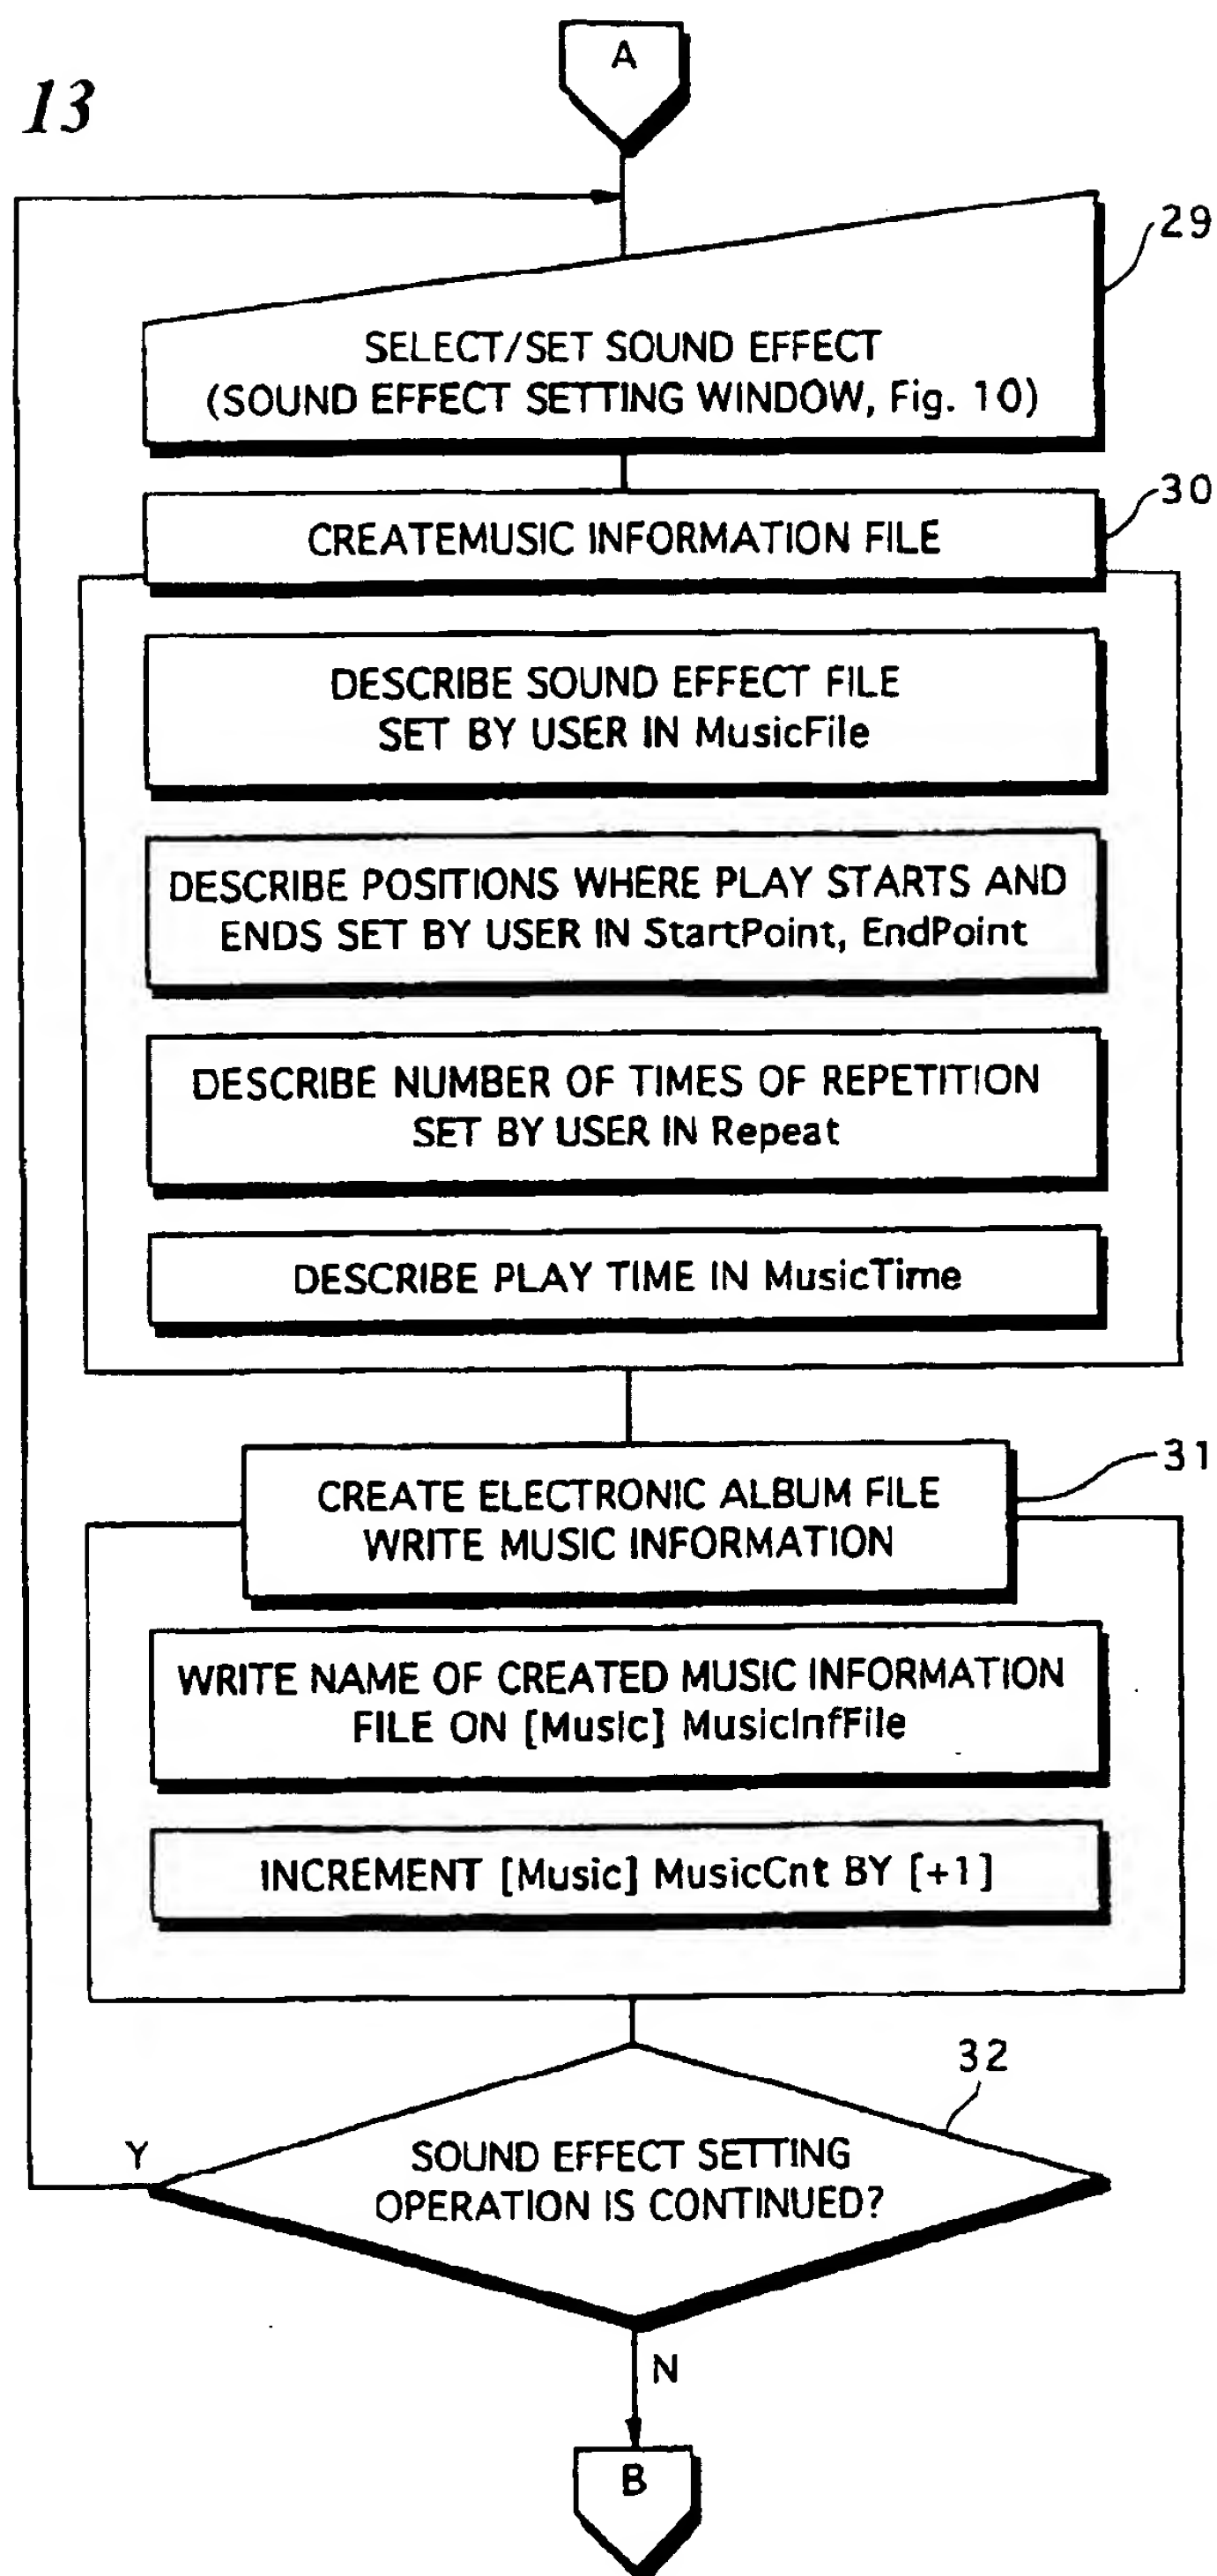 A
13
29
SELECT/SET SOUND EFFECT
(SOUND EFFECT SETTING WINDOW, Fig. 10)
30
CREATEMUSIC INFORMATION FILE
DESCRIBE SOUND EFFECT FILE
SET BY USER IN MusicFile
DESCRIBE POSITIONS WHERE PLAY STARTS AND
ENDS SET BY USER IN StartPoint, EndPoint
DESCRIBE NUMBER OF TIMES OF REPETITION
SET BY USER IN Repeat
DESCRIBE PLAY TIME IN MusicTime
31
CREATE ELECTRONIC ALBUM FILE
WRITE MUSIC INFORMATION
WRITE NAME OF CREATED MUSIC INFORMATION
FILE ON [Music] MusicInfFile
INCREMENT [Music] MusicCnt BY [+1]
32
Y
SOUND EFFECT SETTING
OPERATION IS CONTINUED?
N
B